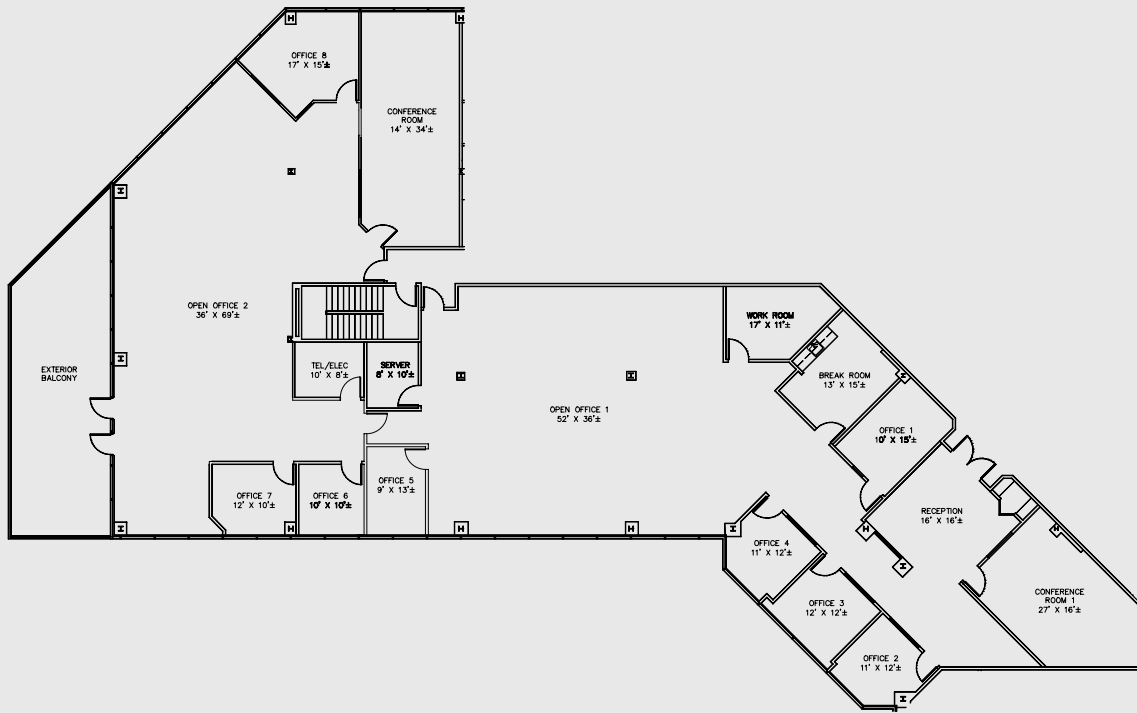 OFFICE 8
17' X 15'±
CONFERENCE
ROOM
14' X 34'±
OPEN OFFICE 2
36' X 69'±
WORK ROOM
17' X 11'±
EXTERIOR
BALCONY
TEL/ELEC
10' X 8'±
SERVER
8' X 10'±
BREAK ROOM
13' X 15'±
OPEN OFFICE 1
52' X 36'±
OFFICE 1
10' X 15'±
OFFICE 7
12' X 10'±
OFFICE 6
10' X 10'±
OFFICE 5
9' X 13'±
RECEPTION
16' X 16'±
OFFICE 4
11' X 12'±
OFFICE 3
12' X 12'±
CONFERENCE
ROOM 1
27' X 16'±
OFFICE 2
11' X 12'±